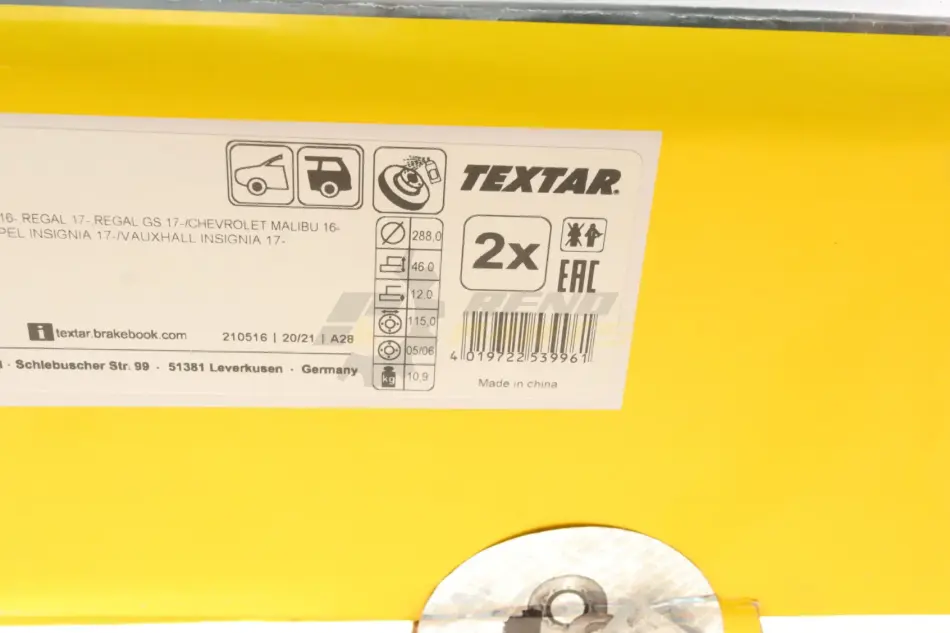 TEXTAR
16- REGAL 17-,REGAL GS 17-/CHEVROLET MALIBU 16-
PEL INSIGNIA 17-/VAUXHALL INSIGNIA 17-
288,0
46,0
12,0
115,0
05/06
kg 10,9
2x
EAC
i textar.brakebook.com 210516 | 20/21 | A28
· Schlebuscher Str. 99 · 51381 Leverkusen · Germany
4 019722 539961
Made in china